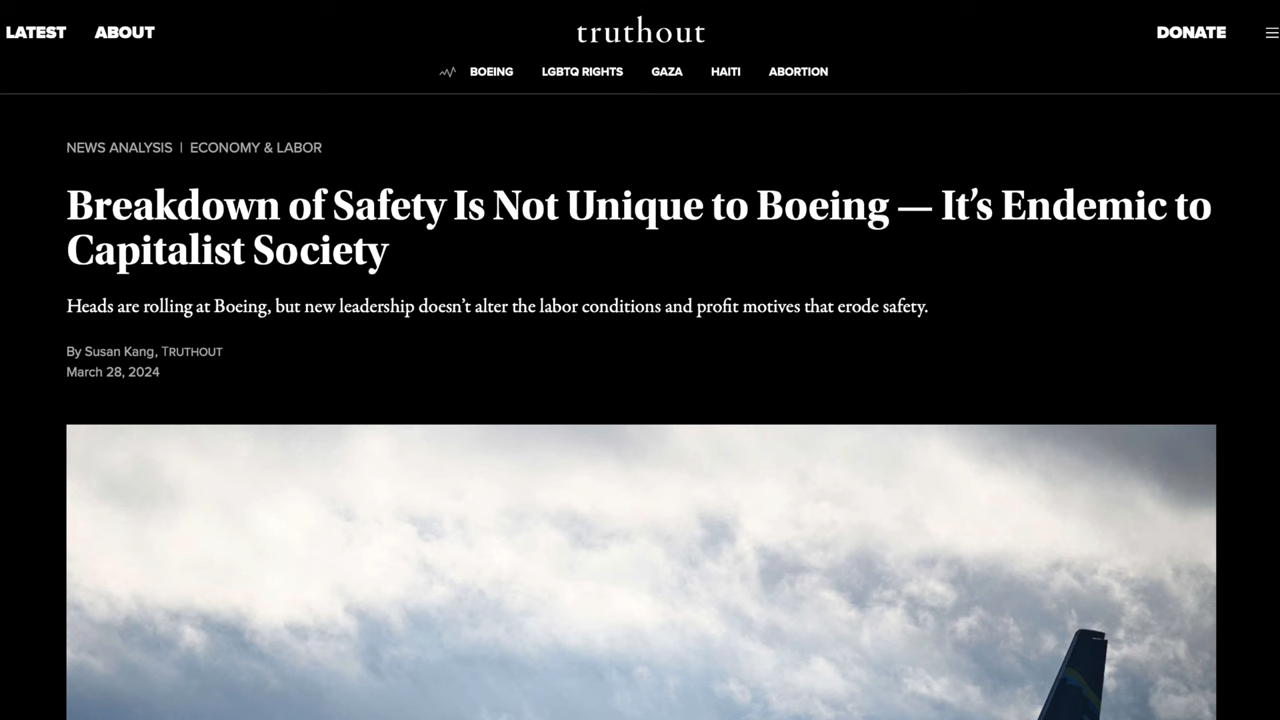 LATEST ABOUT truthout DONATE
BOEING LGBTQ RIGHTS GAZA HAITI ABORTION
NEWS ANALYSIS | ECONOMY & LABOR
Breakdown of Safety Is Not Unique to Boeing — It’s Endemic to
Capitalist Society
Heads are rolling at Boeing, but new leadership doesn’t alter the labor conditions and profit motives that erode safety.
By Susan Kang, TRUTHOUT
March 28, 2024